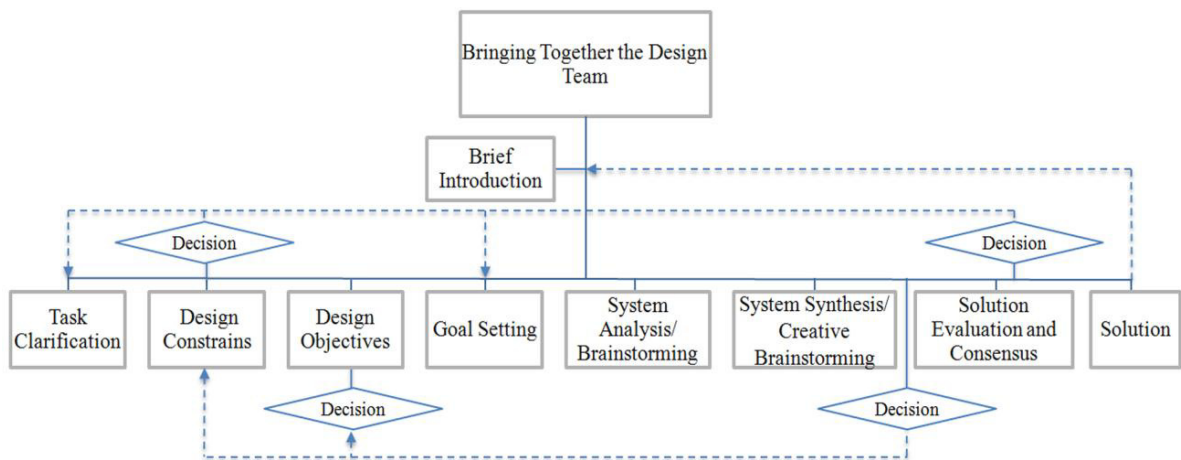 Bringing Together the Design
Team
Brief
Introduction
Decision
Decision
Task
Clarification
Design
Constrains
Design
Objectives
Goal Setting
System
Analysis/
Brainstorming
System Synthesis/
Creative
Brainstorming
Solution
Evaluation and
Consensus
Solution
Decision
Decision